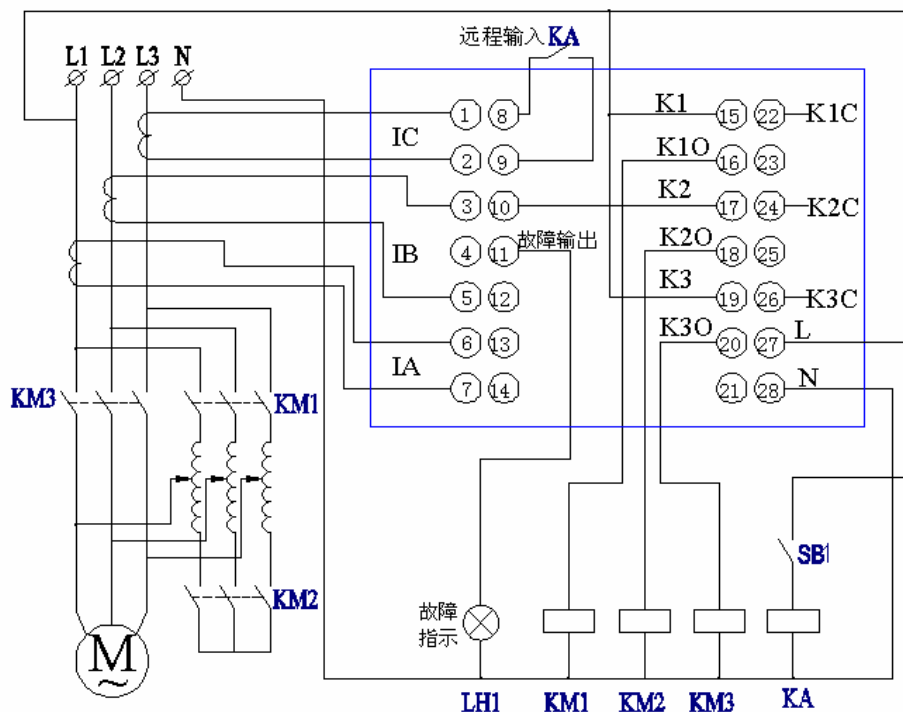 远程输入 KA
L1 L2 L3 N
1 8 K1 15 22 K1C
IC
2 9 K1O 16 23
3 10 K2 17 24 K2C
故障输出
IB 4 11 K2O 18 25
5 12 K3 19 26 K3C
6 13 K3O 20 27 L
IA
7 14 21 28 N
KM3 KM1
SB1
KM2
故障
指示
M
~
LH1 KM1 KM2 KM3 KA